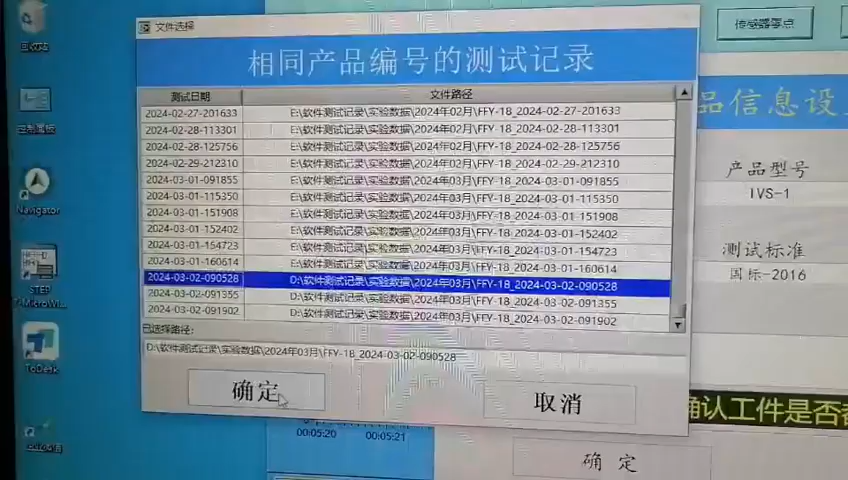 文件选择
相同产品编号的测试记录
测试日期 文件路径
2024-02-27-201633 E:\软件测试记录\实验数据\2024年02月\FFY-18_2024-02-27-201633
2024-02-28-113301 E:\软件测试记录\实验数据\2024年02月\FFY-18_2024-02-28-113301
2024-02-28-125756 E:\软件测试记录\实验数据\2024年02月\FFY-18_2024-02-28-125756
2024-02-29-212310 E:\软件测试记录\实验数据\2024年02月\FFY-18_2024-02-29-212310
2024-03-01-091855 E:\软件测试记录\实验数据\2024年03月\FFY-18_2024-03-01-091855
2024-03-01-115350 E:\软件测试记录\实验数据\2024年03月\FFY-18_2024-03-01-115350
2024-03-01-151908 E:\软件测试记录\实验数据\2024年03月\FFY-18_2024-03-01-151908
2024-03-01-152402 E:\软件测试记录\实验数据\2024年03月\FFY-18_2024-03-01-152402
2024-03-01-154723 E:\软件测试记录\实验数据\2024年03月\FFY-18_2024-03-01-154723
2024-03-01-160614 E:\软件测试记录\实验数据\2024年03月\FFY-18_2024-03-01-160614
2024-03-02-090528 D:\软件测试记录\实验数据\2024年03月\FFY-18_2024-03-02-090528
2024-03-02-091355 D:\软件测试记录\实验数据\2024年03月\FFY-18_2024-03-02-091355
2024-03-02-091902 D:\软件测试记录\实验数据\2024年03月\FFY-18_2024-03-02-091902
已选择路径:
D:\软件测试记录\实验数据\2024年03月\FFY-18_2024-03-02-090528
确定 取消
00:05:20 00:05:21
回收站
控制面板
Navigator
STEP
7-MicroWI...
ToDesk
传感器零点
品信息设
产品型号
IVS-1
测试标准
国标-2016
确认工件是否
确 定